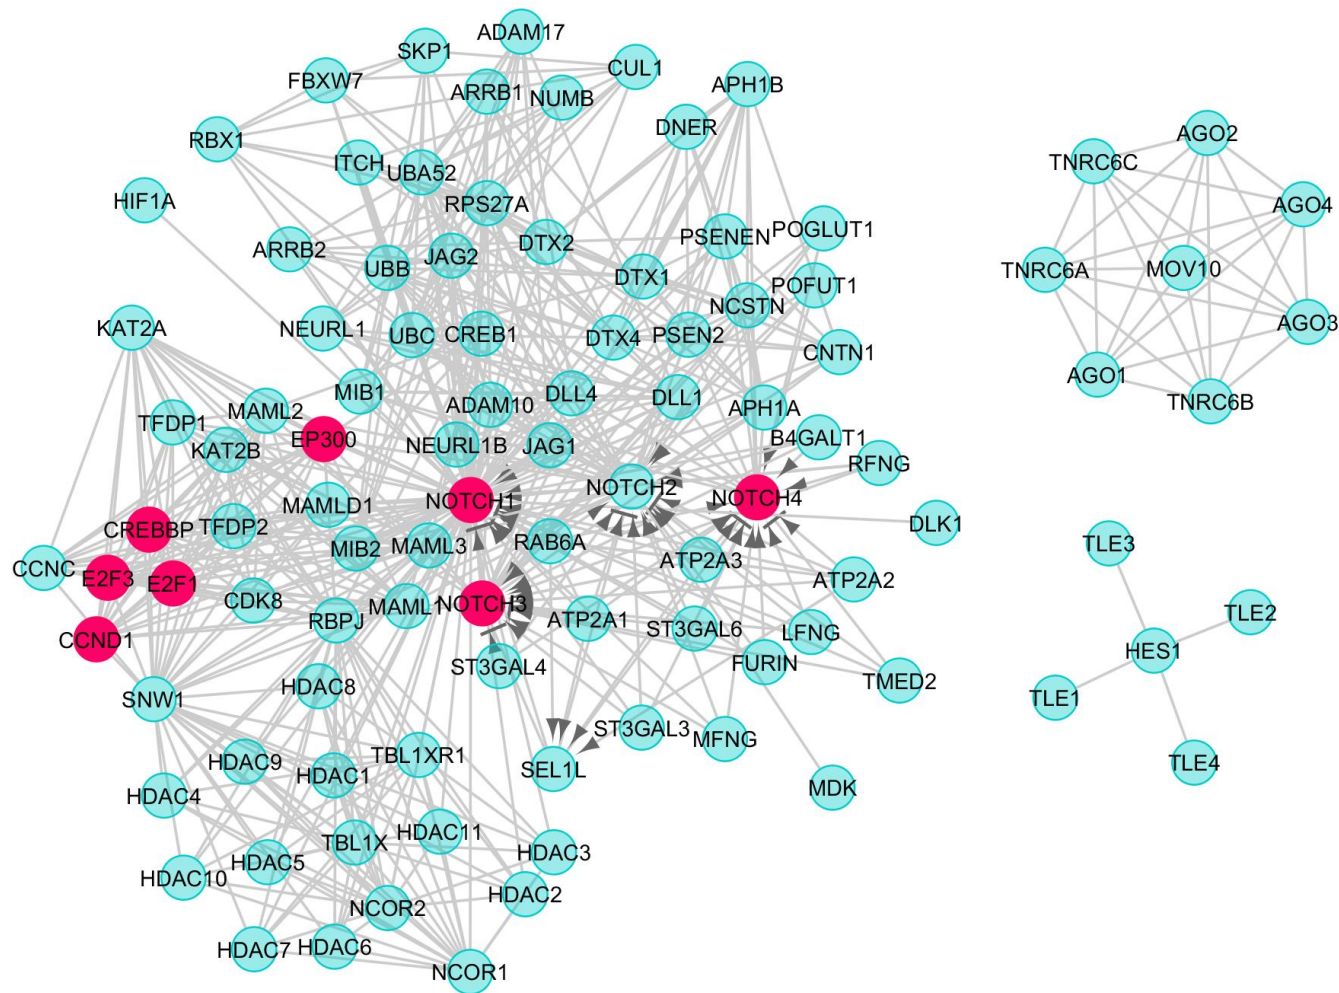 ADAM17
SKP1
CUL1
FBXW7
ARRB1
NUMB
APH1B
DNER
RBX1
ITCH
UBA52
HIF1A
RPS27A
ARRB2
UBB
JAG2
DTX2
PSENEN
POGLUT1
DTX1
POFUT1
NCSTN
KAT2A
NEURL1
UBC
CREB1
DTX4
PSEN2
CNTN1
MIB1
ADAM10
DLL4
DLL1
APH1A
TFDP1
MAML2
KAT2B
EP300
NEURL1B
JAG1
B4GALT1
RFNG
NOTCH1
NOTCH2
NOTCH4
MAMLD1
DLK1
CREBBP
TFDP2
MIB2
MAML3
RAB6A
ATP2A3
ATP2A2
CCNC
E2F3
E2F1
CDK8
RBPJ
MAML1
NOTCH3
ATP2A1
ST3GAL6
LFNG
CCND1
FURIN
TMED2
ST3GAL4
SNW1
HDAC8
ST3GAL3
MFNG
HDAC9
HDAC1
TBL1XR1
SEL1L
MDK
HDAC4
TBL1X
HDAC11
HDAC3
HDAC10
HDAC5
HDAC2
NCOR2
HDAC7
HDAC6
NCOR1
AGO2
TNRC6C
AGO4
TNRC6A
MOV10
AGO3
AGO1
TNRC6B
TLE3
TLE2
HES1
TLE1
TLE4